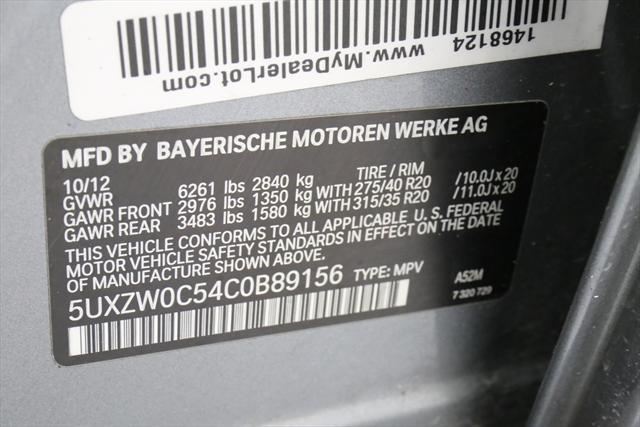 1468124
www.MyDealerLot.com
MFD BY BAYERISCHE MOTOREN WERKE AG
10/12 TIRE / RIM
GVWR 6261 lbs 2840 kg
GAWR FRONT 2976 lbs 1350 kg WITH 275/40 R20 /10.0J x 20
GAWR REAR 3483 lbs 1580 kg WITH 315/35 R20 /11.0J x 20
THIS VEHICLE CONFORMS TO ALL APPLICABLE U. S. FEDERAL
MOTOR VEHICLE SAFETY STANDARDS IN EFFECT ON THE DATE
OF MANUFACTURE.
5UXZW0C54C0B89156 TYPE: MPV A52M
7 320 729